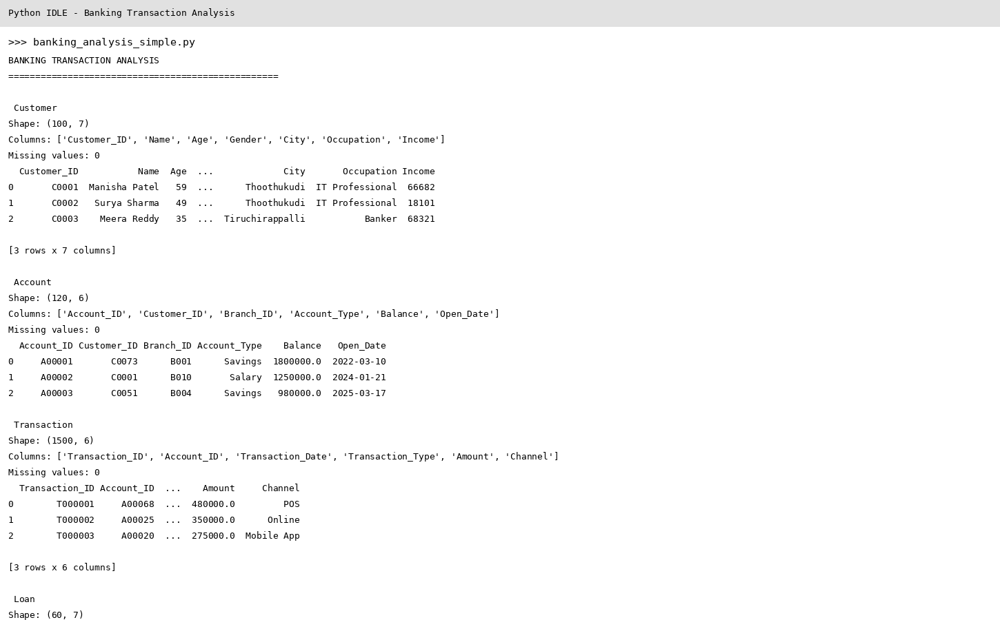 Python IDLE - Banking Transaction Analysis
>>> banking_analysis_simple.py
BANKING TRANSACTION ANALYSIS
==================================================
Customer
Shape: (100, 7)
Columns: ['Customer_ID', 'Name', 'Age', 'Gender', 'City', 'Occupation', 'Income']
Missing values: 0
  Customer_ID           Name  Age  ...             City       Occupation Income
0       C0001  Manisha Patel   59  ...      Thoothukudi  IT Professional  66682
1       C0002   Surya Sharma   49  ...      Thoothukudi  IT Professional  18101
2       C0003    Meera Reddy   35  ...  Tiruchirappalli           Banker  68321
[3 rows x 7 columns]
Account
Shape: (120, 6)
Columns: ['Account_ID', 'Customer_ID', 'Branch_ID', 'Account_Type', 'Balance', 'Open_Date']
Missing values: 0
  Account_ID Customer_ID Branch_ID Account_Type    Balance   Open_Date
0     A00001       C0073      B001      Savings  1800000.0  2022-03-10
1     A00002       C0001      B010       Salary  1250000.0  2024-01-21
2     A00003       C0051      B004      Savings   980000.0  2025-03-17
Transaction
Shape: (1500, 6)
Columns: ['Transaction_ID', 'Account_ID', 'Transaction_Date', 'Transaction_Type', 'Amount', 'Channel']
Missing values: 0
  Transaction_ID Account_ID  ...    Amount     Channel
0        T000001     A00068  ...  480000.0         POS
1        T000002     A00025  ...  350000.0      Online
2        T000003     A00020  ...  275000.0  Mobile App
[3 rows x 6 columns]
Loan
Shape: (60, 7)